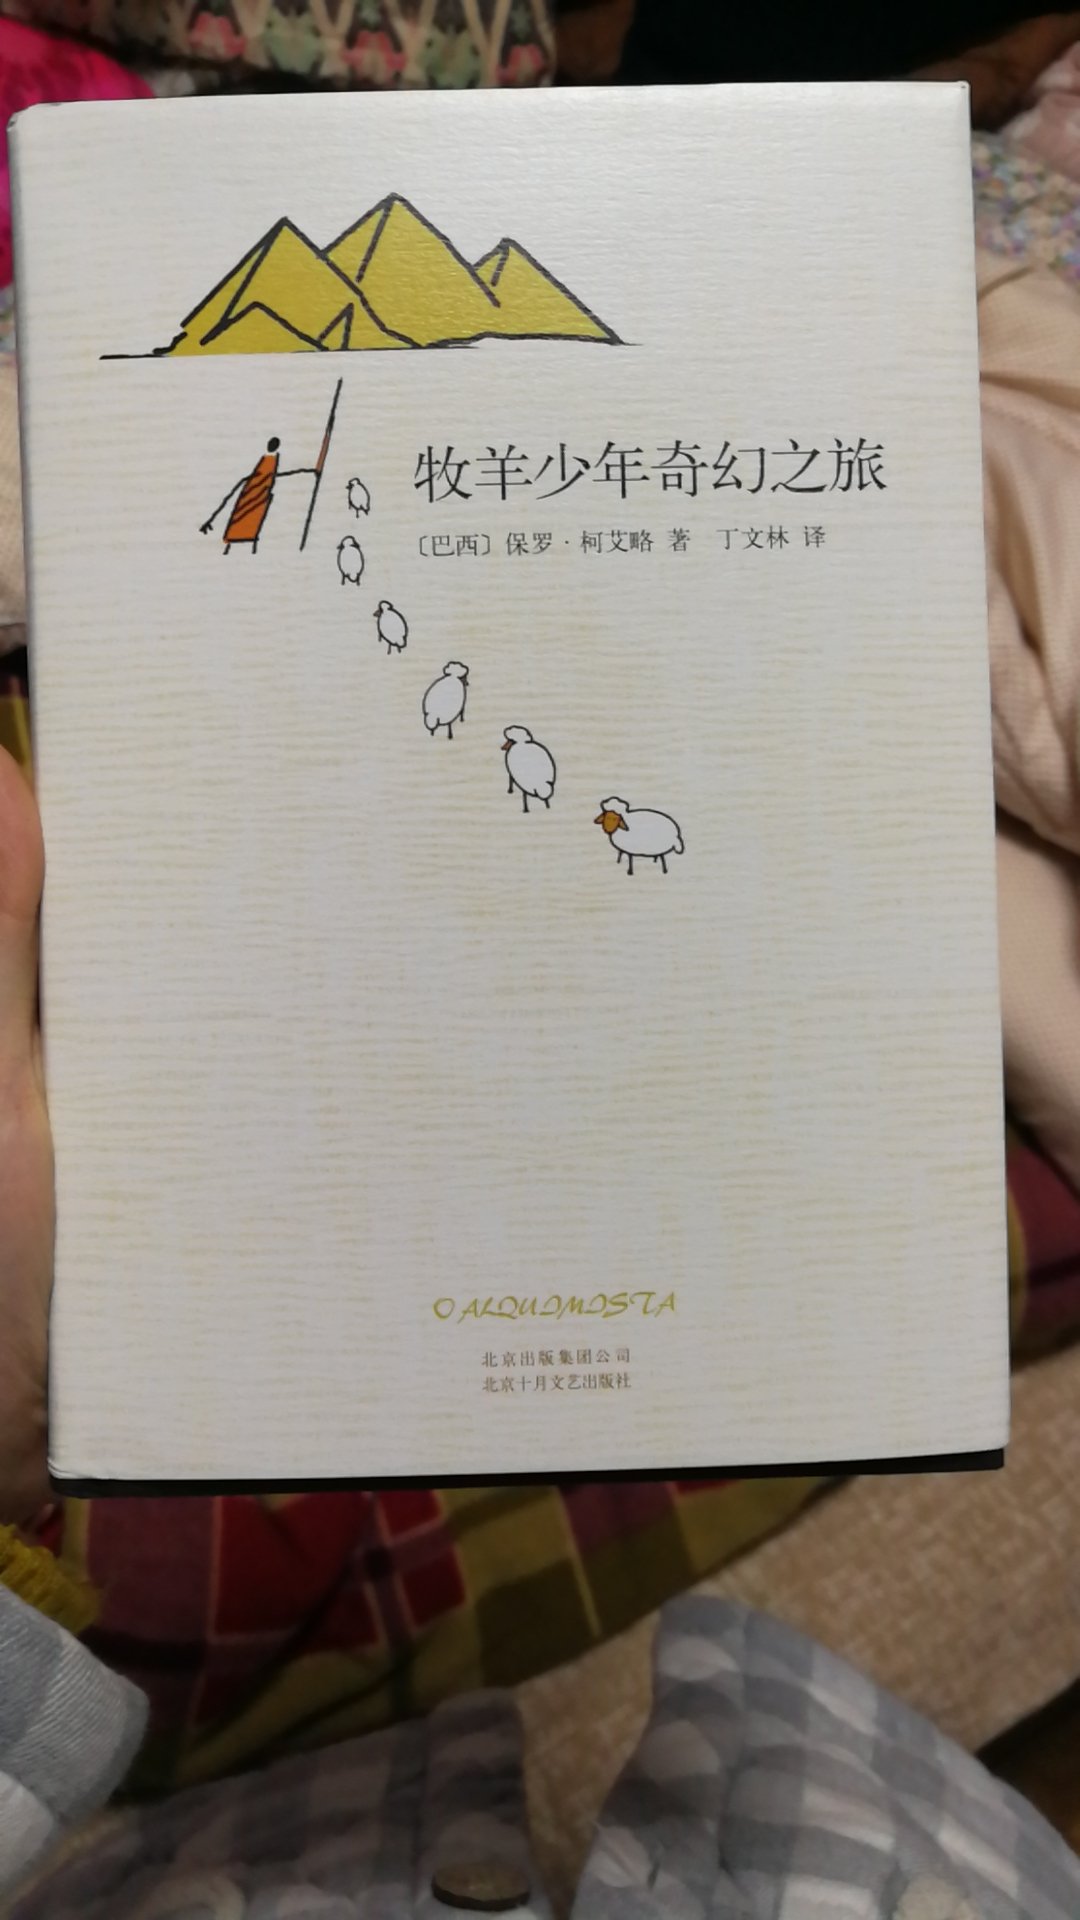 牧羊少年奇幻之旅
〔巴西〕保罗·柯艾略 著 丁文林 译
O ALQUIMISTA
北京出版集团公司
北京十月文艺出版社